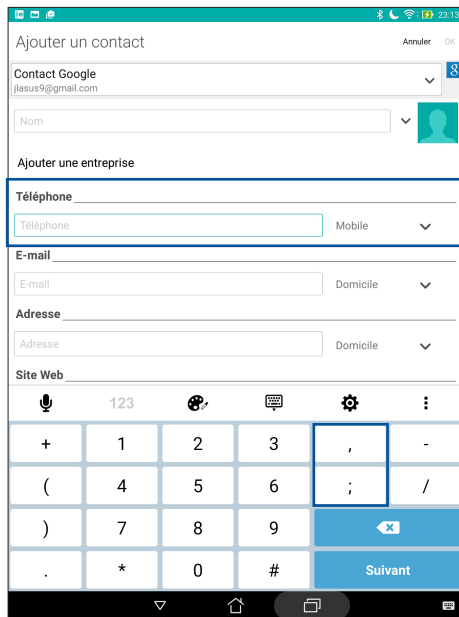 23:13
Ajouter un contact Annuler OK
Contact Google 8
jlasus9@gmail.com
Nom
Ajouter une entreprise
Téléphone
Téléphone Mobile
E-mail
E-mail Domicile
Adresse
Adresse Domicile
Site Web
123
+ 1 2 3 , -
( 4 5 6 ; /
) 7 8 9
. * 0 # Suivant